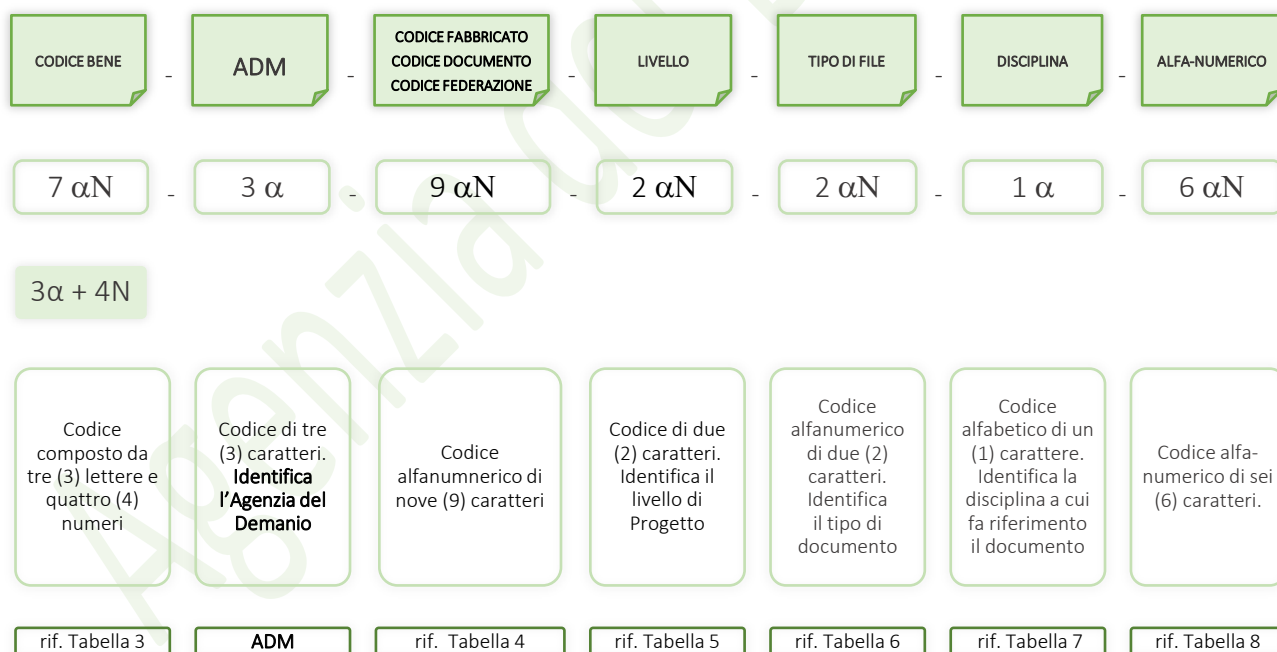 CODICE BENE
-
ADM
-
CODICE FABBRICATO
CODICE DOCUMENTO
CODICE FEDERAZIONE
-
LIVELLO
-
TIPO DI FILE
-
DISCIPLINA
-
ALFA-NUMERICO
7 αN - 3 α - 9 αN - 2 αN - 2 αN - 1 α - 6 αN
3α + 4N
Codice
composto da
tre (3) lettere e
quattro (4)
numeri
Codice di tre
(3) caratteri.
Identifica
l'Agenzia del
Demanio
Codice
alfanumnerico di
nove (9) caratteri
Codice di due
(2) caratteri.
Identifica il
livello di
Progetto
Codice
alfanumerico
di due (2)
caratteri.
Identifica
il tipo di
documento
Codice
alfabetico di un
(1) carattere.
Identifica la
disciplina a cui
fa riferimento
il documento
Codice alfa-
numerico di sei
(6) caratteri.
rif. Tabella 3
ADM
rif. Tabella 4
rif. Tabella 5
rif. Tabella 6
rif. Tabella 7
rif. Tabella 8
Agenzia